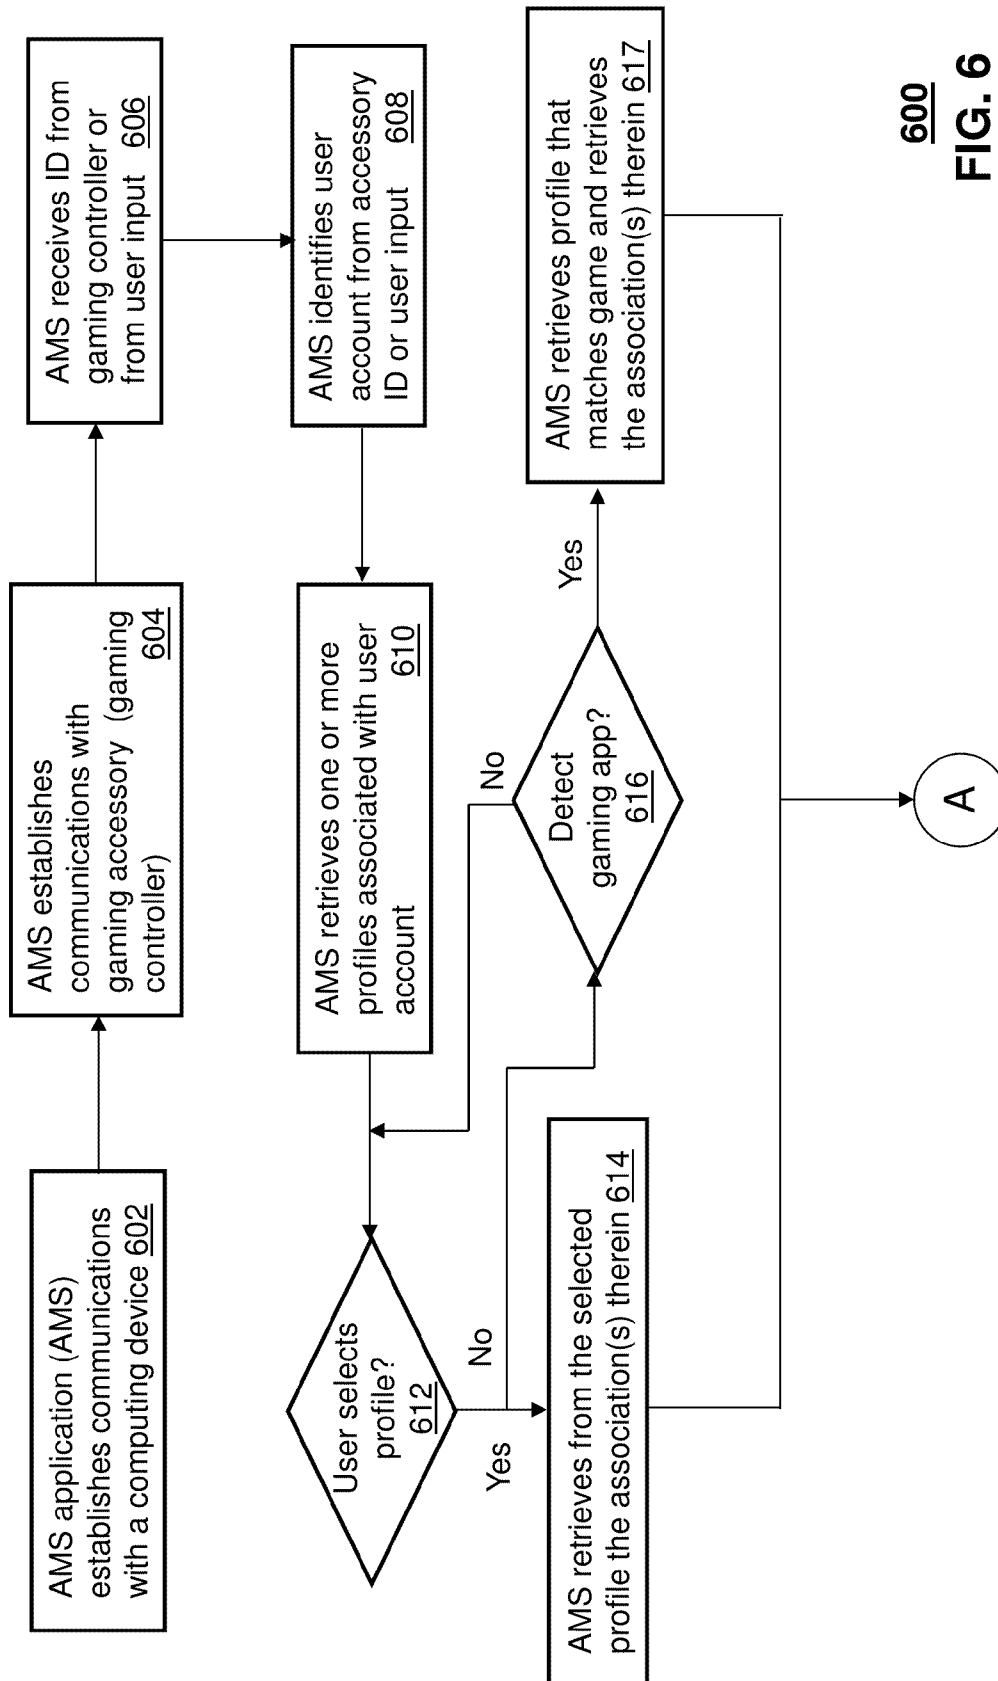 AMS application (AMS)
establishes communications
with a computing device 602
AMS establishes
communications with
gaming accessory (gaming
controller) 604
AMS receives ID from
gaming controller or
from user input 606
AMS identifies user
account from accessory
ID or user input 608
AMS retrieves one or more
profiles associated with user
account 610
User selects
profile?
612
No
Yes
AMS retrieves from the selected
profile the association(s) therein 614
Detect
gaming app?
616
No
Yes
AMS retrieves profile that
matches game and retrieves
the association(s) therein 617
A
600
FIG. 6